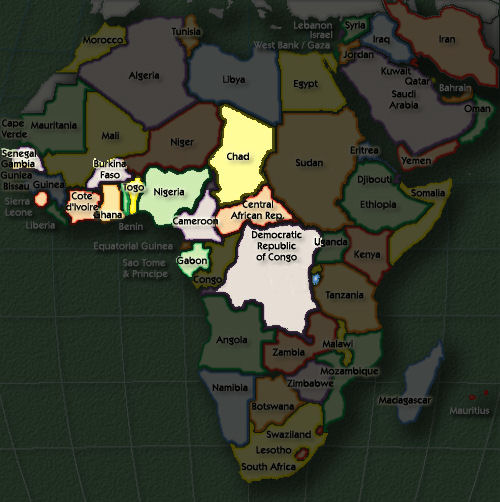 Lebanon
Israel
West Bank / Gaza
Syria
Iraq
Iran
Jordan
Kuwait
Qatar
Bahrain
Saudi
Arabia
Oman
Yemen
Morocco
Tunisia
Algeria
Libya
Egypt
Cape
Verde
Mauritania
Mali
Niger
Chad
Sudan
Eritrea
Djibouti
Ethiopia
Somalia
Senegal
Gambia
Guinea
Bissau
Guinea
Sierra
Leone
Liberia
Burkina
Faso
Cote
d'Ivoire
Ghana
Togo
Benin
Nigeria
Cameroon
Central
African Rep.
Equatorial Guinea
Sao Tome
& Principe
Gabon
Congo
Democratic
Republic
of Congo
Uganda
Kenya
Tanzania
Angola
Zambia
Malawi
Mozambique
Zimbabwe
Namibia
Botswana
Madagascar
Mauritius
Swaziland
Lesotho
South Africa